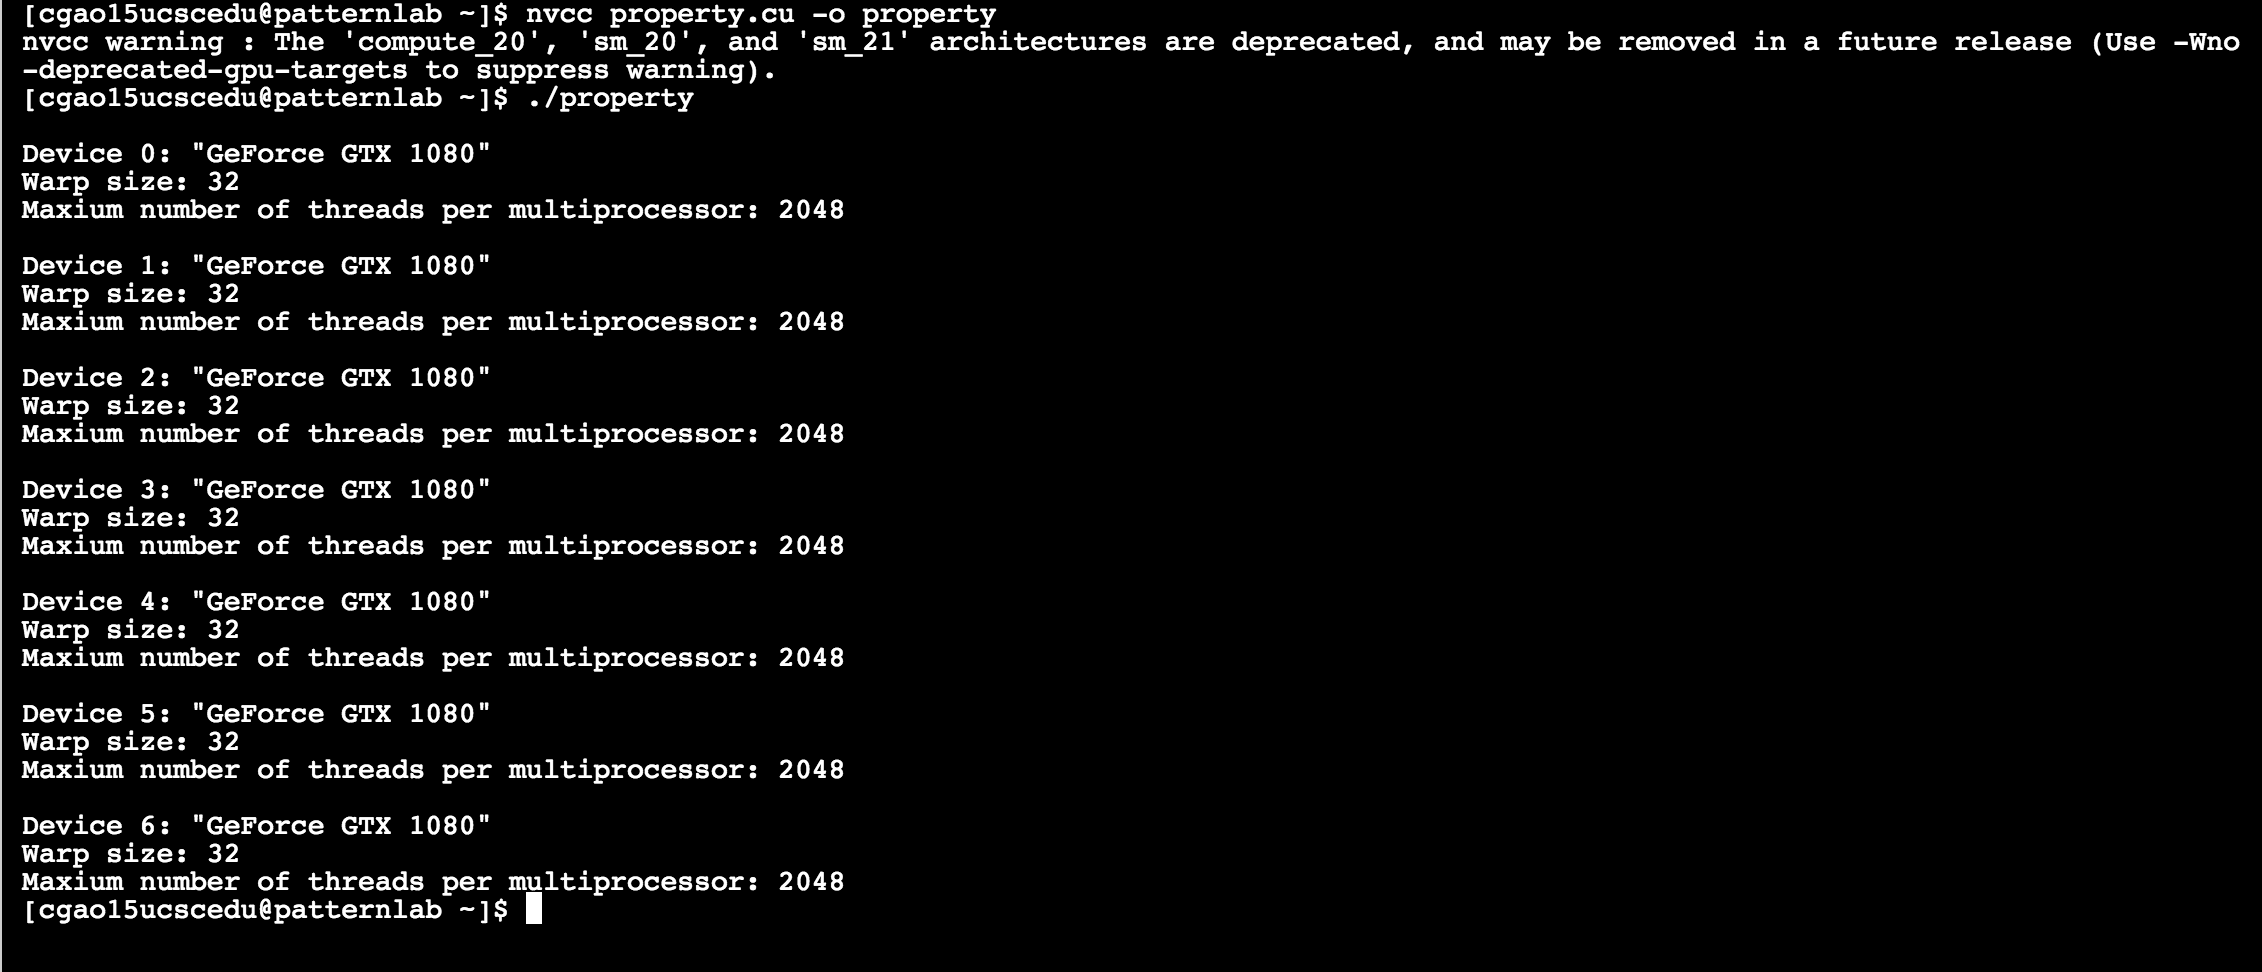 [cgao15ucscedu@patternlab ~]$ nvcc property.cu -o property
nvcc warning : The 'compute_20', 'sm_20', and 'sm_21' architectures are deprecated, and may be removed in a future release (Use -Wno
-deprecated-gpu-targets to suppress warning).
[cgao15ucscedu@patternlab ~]$ ./property
Device 0: "GeForce GTX 1080"
Warp size: 32
Maxium number of threads per multiprocessor: 2048
Device 1: "GeForce GTX 1080"
Warp size: 32
Maxium number of threads per multiprocessor: 2048
Device 2: "GeForce GTX 1080"
Warp size: 32
Maxium number of threads per multiprocessor: 2048
Device 3: "GeForce GTX 1080"
Warp size: 32
Maxium number of threads per multiprocessor: 2048
Device 4: "GeForce GTX 1080"
Warp size: 32
Maxium number of threads per multiprocessor: 2048
Device 5: "GeForce GTX 1080"
Warp size: 32
Maxium number of threads per multiprocessor: 2048
Device 6: "GeForce GTX 1080"
Warp size: 32
Maxium number of threads per multiprocessor: 2048
[cgao15ucscedu@patternlab ~]$